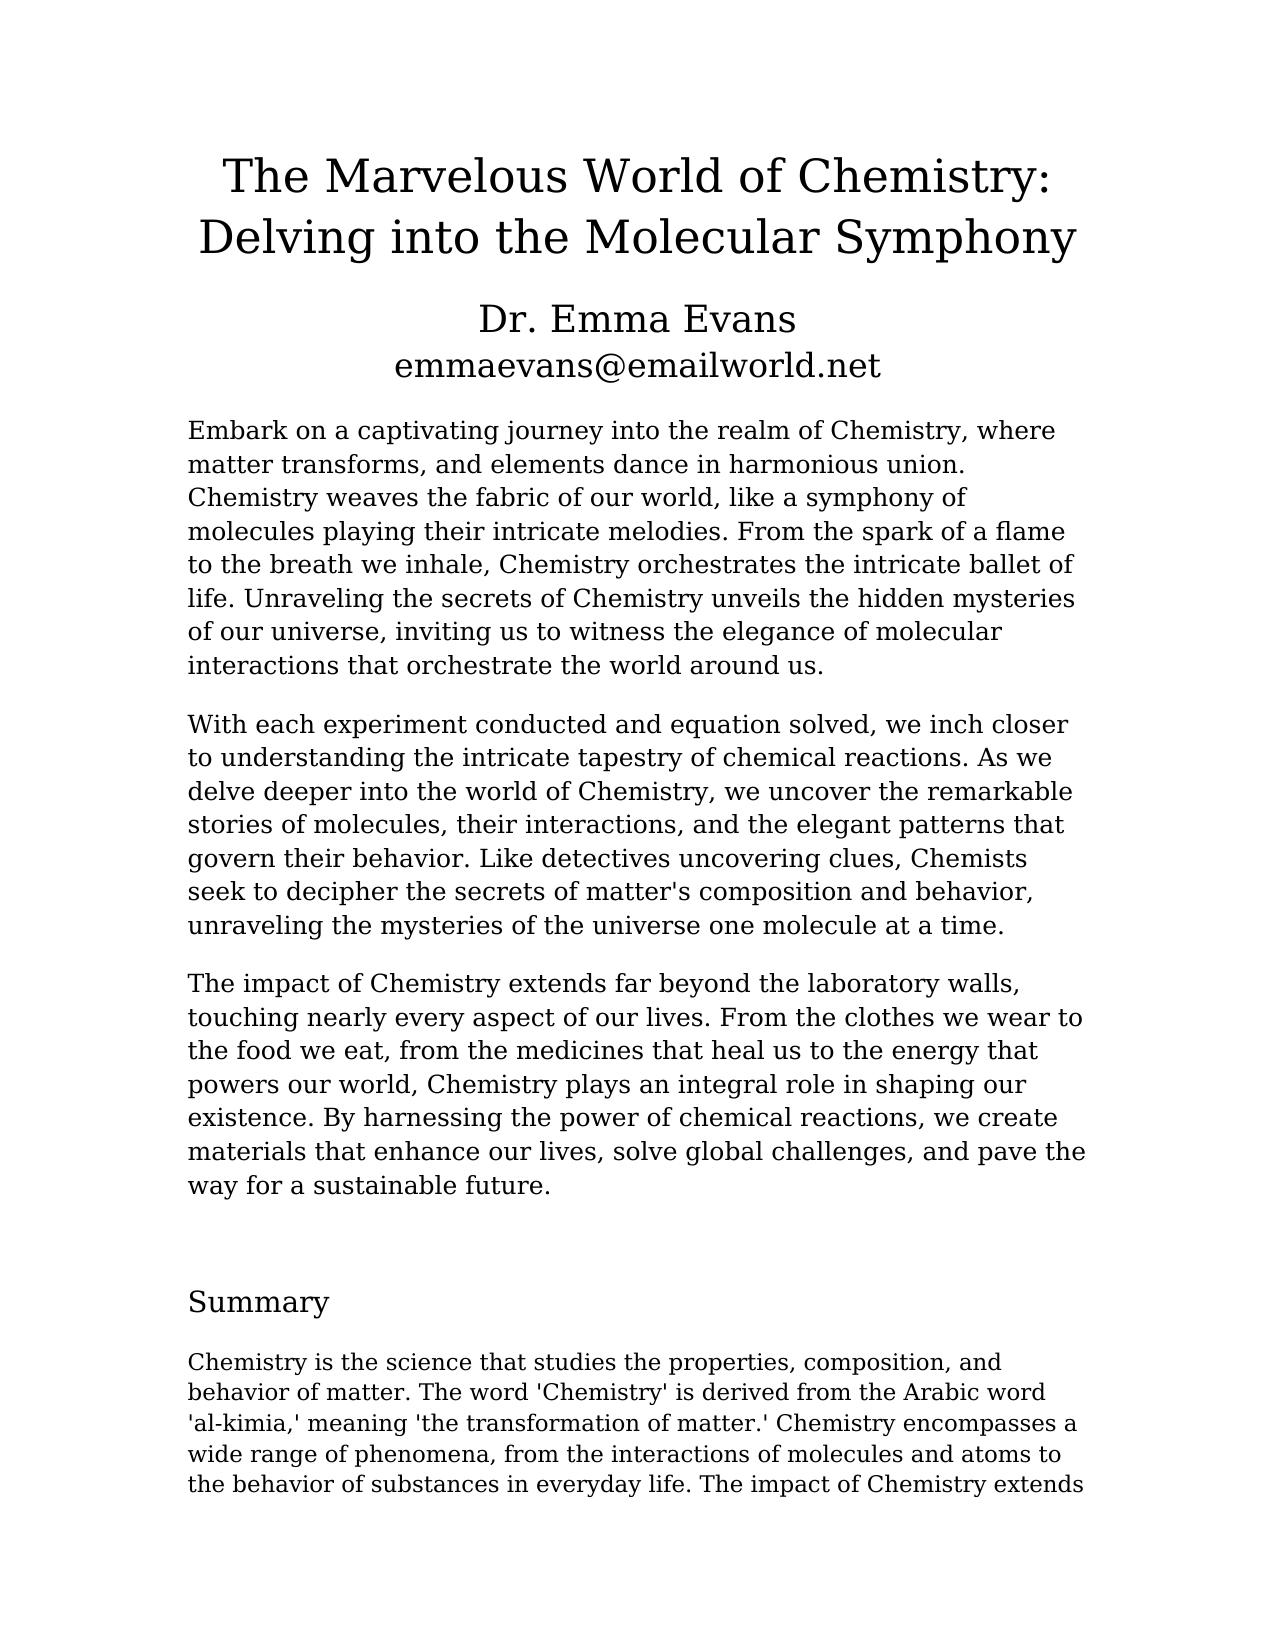 The Marvelous World of Chemistry:
Delving into the Molecular Symphony
Dr. Emma Evans
emmaevans@emailworld.net
Embark on a captivating journey into the realm of Chemistry, where
matter transforms, and elements dance in harmonious union.
Chemistry weaves the fabric of our world, like a symphony of
molecules playing their intricate melodies. From the spark of a flame
to the breath we inhale, Chemistry orchestrates the intricate ballet of
life. Unraveling the secrets of Chemistry unveils the hidden mysteries
of our universe, inviting us to witness the elegance of molecular
interactions that orchestrate the world around us.
With each experiment conducted and equation solved, we inch closer
to understanding the intricate tapestry of chemical reactions. As we
delve deeper into the world of Chemistry, we uncover the remarkable
stories of molecules, their interactions, and the elegant patterns that
govern their behavior. Like detectives uncovering clues, Chemists
seek to decipher the secrets of matter's composition and behavior,
unraveling the mysteries of the universe one molecule at a time.
The impact of Chemistry extends far beyond the laboratory walls,
touching nearly every aspect of our lives. From the clothes we wear to
the food we eat, from the medicines that heal us to the energy that
powers our world, Chemistry plays an integral role in shaping our
existence. By harnessing the power of chemical reactions, we create
materials that enhance our lives, solve global challenges, and pave the
way for a sustainable future.
Summary
Chemistry is the science that studies the properties, composition, and
behavior of matter. The word 'Chemistry' is derived from the Arabic word
'al-kimia,' meaning 'the transformation of matter.' Chemistry encompasses a
wide range of phenomena, from the interactions of molecules and atoms to
the behavior of substances in everyday life. The impact of Chemistry extends